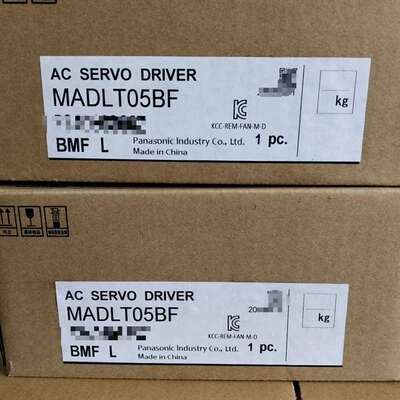 AC SERVO DRIVER
MADLT05BF
kg
KCC-REM-FAN-M-D
BMF L Panasonic Industry Co., Ltd. 1 pc.
Made in China
AC SERVO DRIVER
MADLT05BF
20
kg
KCC-REM-FAN-M-D
BMF L Panasonic Industry Co., Ltd. 1 pc.
Made in China